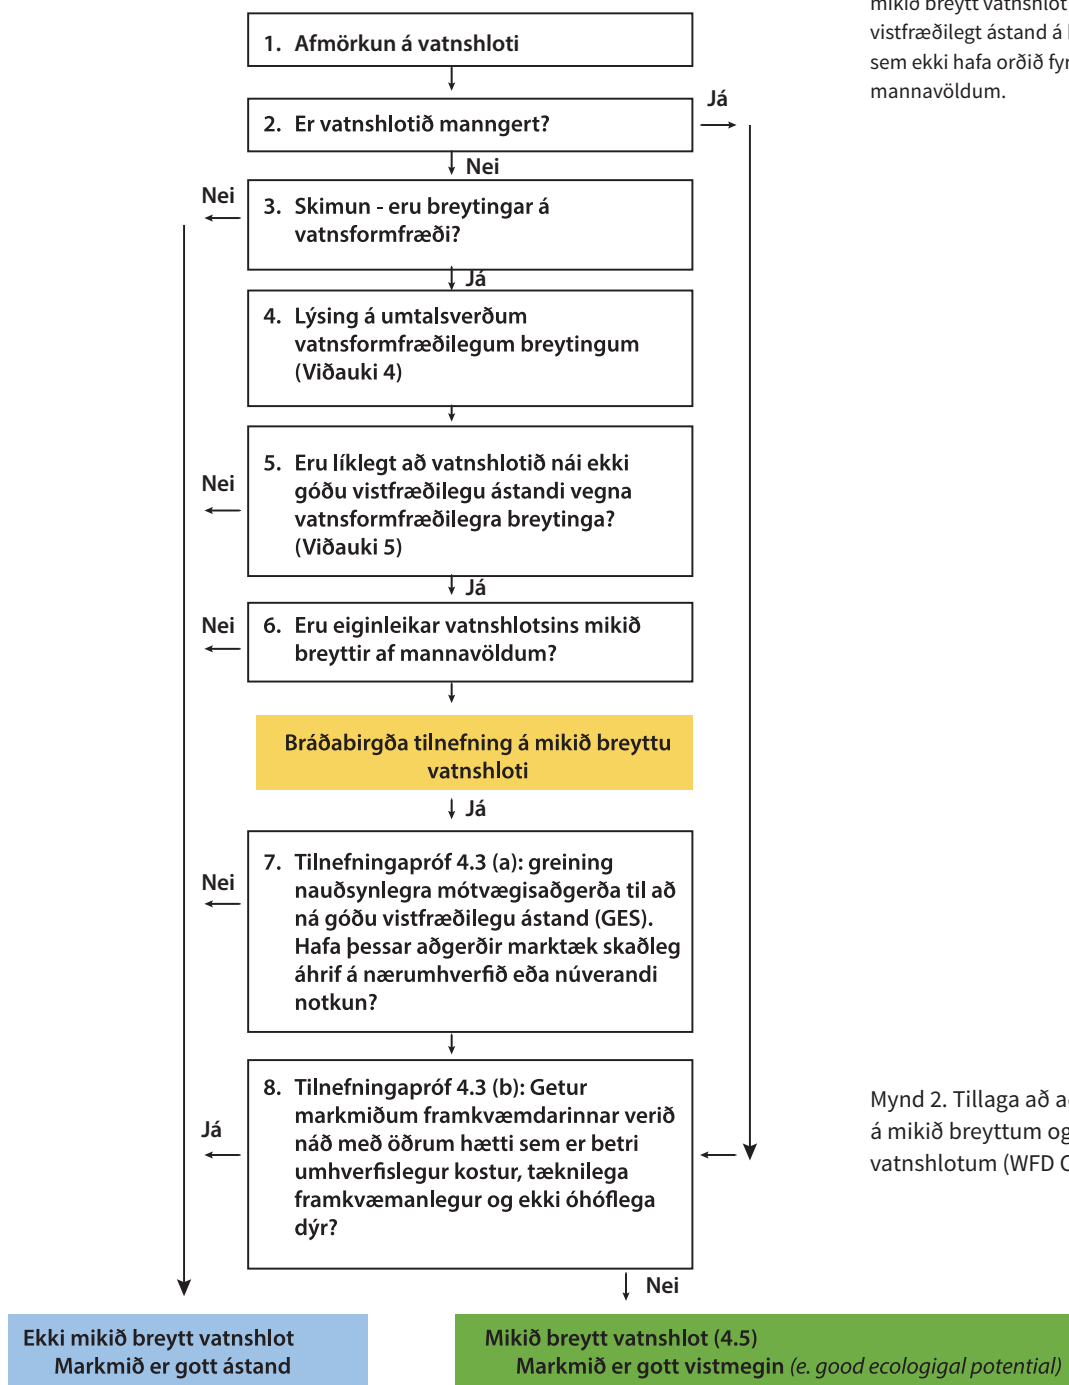 mikið breytt vatnshlot
vistfræðilegt ástand á
sem ekki hafa orðið fyr
mannavöldum.
1. Afmörkun á vatnshloti
2. Er vatnshlotið manngert?
Já
Nei
3. Skimun - eru breytingar á
vatnsformfræði?
Nei
Já
4. Lýsing á umtalsverðum
vatnsformfræðilegum breytingum
(Viðauki 4)
5. Eru líklegt að vatnshlotið nái ekki
góðu vistfræðilegu ástandi vegna
vatnsformfræðilegra breytinga?
(Viðauki 5)
Nei
Já
6. Eru eiginleikar vatnshlotsins mikið
breyttir af mannavöldum?
Nei
Bráðabirgða tilnefning á mikið breyttu
vatnshloti
Já
7. Tilnefningapróf 4.3 (a): greining
nauðsynlegra mótvægisaðgerða til að
ná góðu vistfræðilegu ástand (GES).
Hafa þessar aðgerðir marktæk skaðleg
áhrif á nærumhverfið eða núverandi
notkun?
Nei
8. Tilnefningapróf 4.3 (b): Getur
markmiðum framkvæmdarinnar verið
náð með öðrum hætti sem er betri
umhverfislegur kostur, tæknilega
framkvæmanlegur og ekki óhóflega
dýr?
Já
Nei
Mynd 2. Tillaga að a
á mikið breyttum og
vatnshlotum (WFD
Ekki mikið breytt vatnshlot
Markmið er gott ástand
Mikið breytt vatnshlot (4.5)
Markmið er gott vistmegin (e. good ecologigal potential)